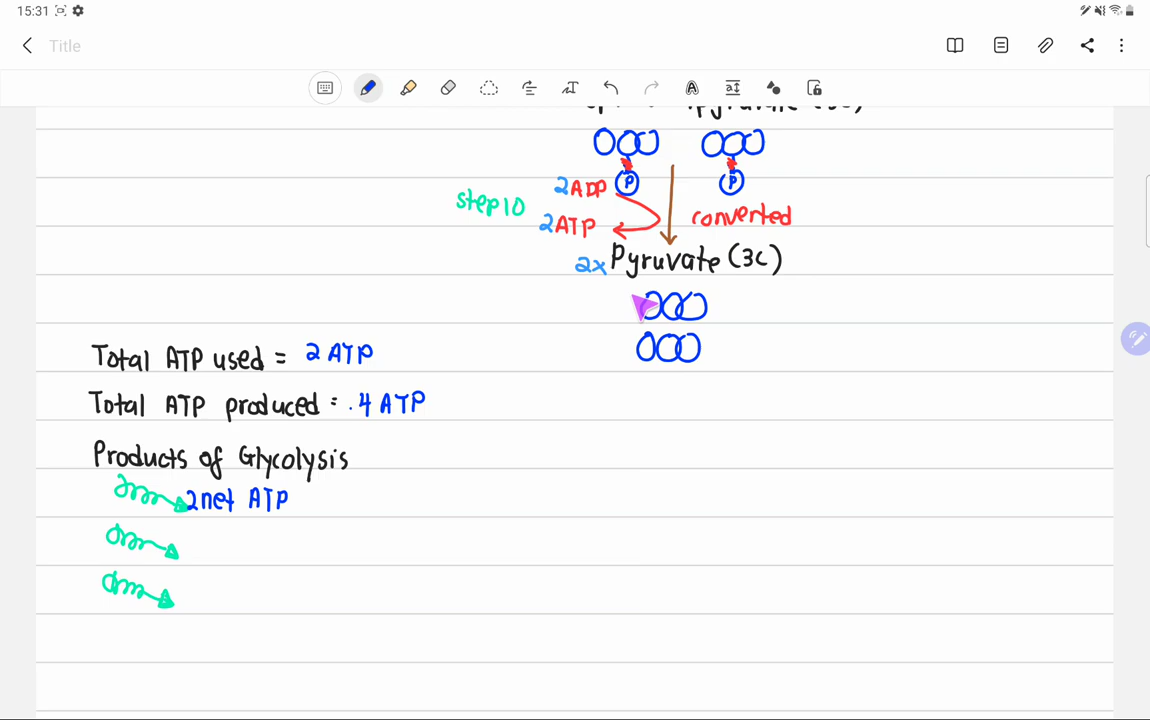 15:31
Title
pyruvate (3C)
P P
2ADP
step10
2ATP converted
2x Pyruvate (3C)
Total ATP used = 2 ATP
Total ATP produced = .4 ATP
Products of Glycolysis
2net ATP